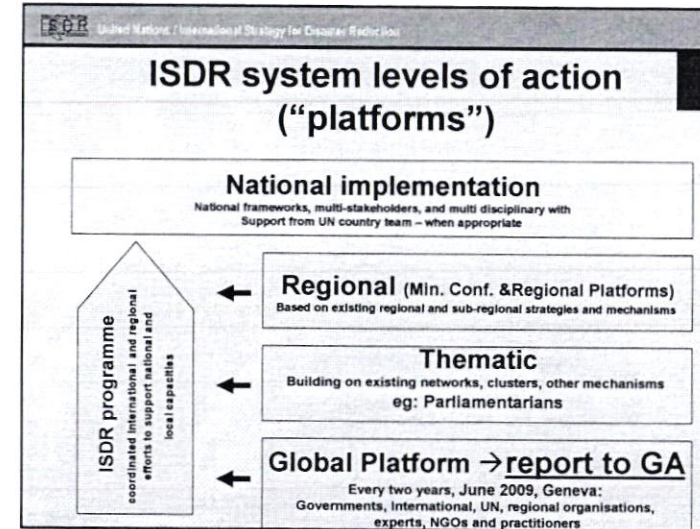 ISDR
United Nations / International Strategy for Disaster Reduction
ISDR system levels of action
(“platforms”)
National implementation
National frameworks, multi-stakeholders, and multi disciplinary with
Support from UN country team – when appropriate
Regional (Min. Conf. &Regional Platforms)
Based on existing regional and sub-regional strategies and mechanisms
Thematic
Building on existing networks, clusters, other mechanisms
eg: Parliamentarians
Global Platform →report to GA
Every two years, June 2009, Geneva:
Governments, International, UN, regional organisations,
experts, NGOs and practitioners
ISDR programme
coordinated international and regional
efforts to support national and
local capacities